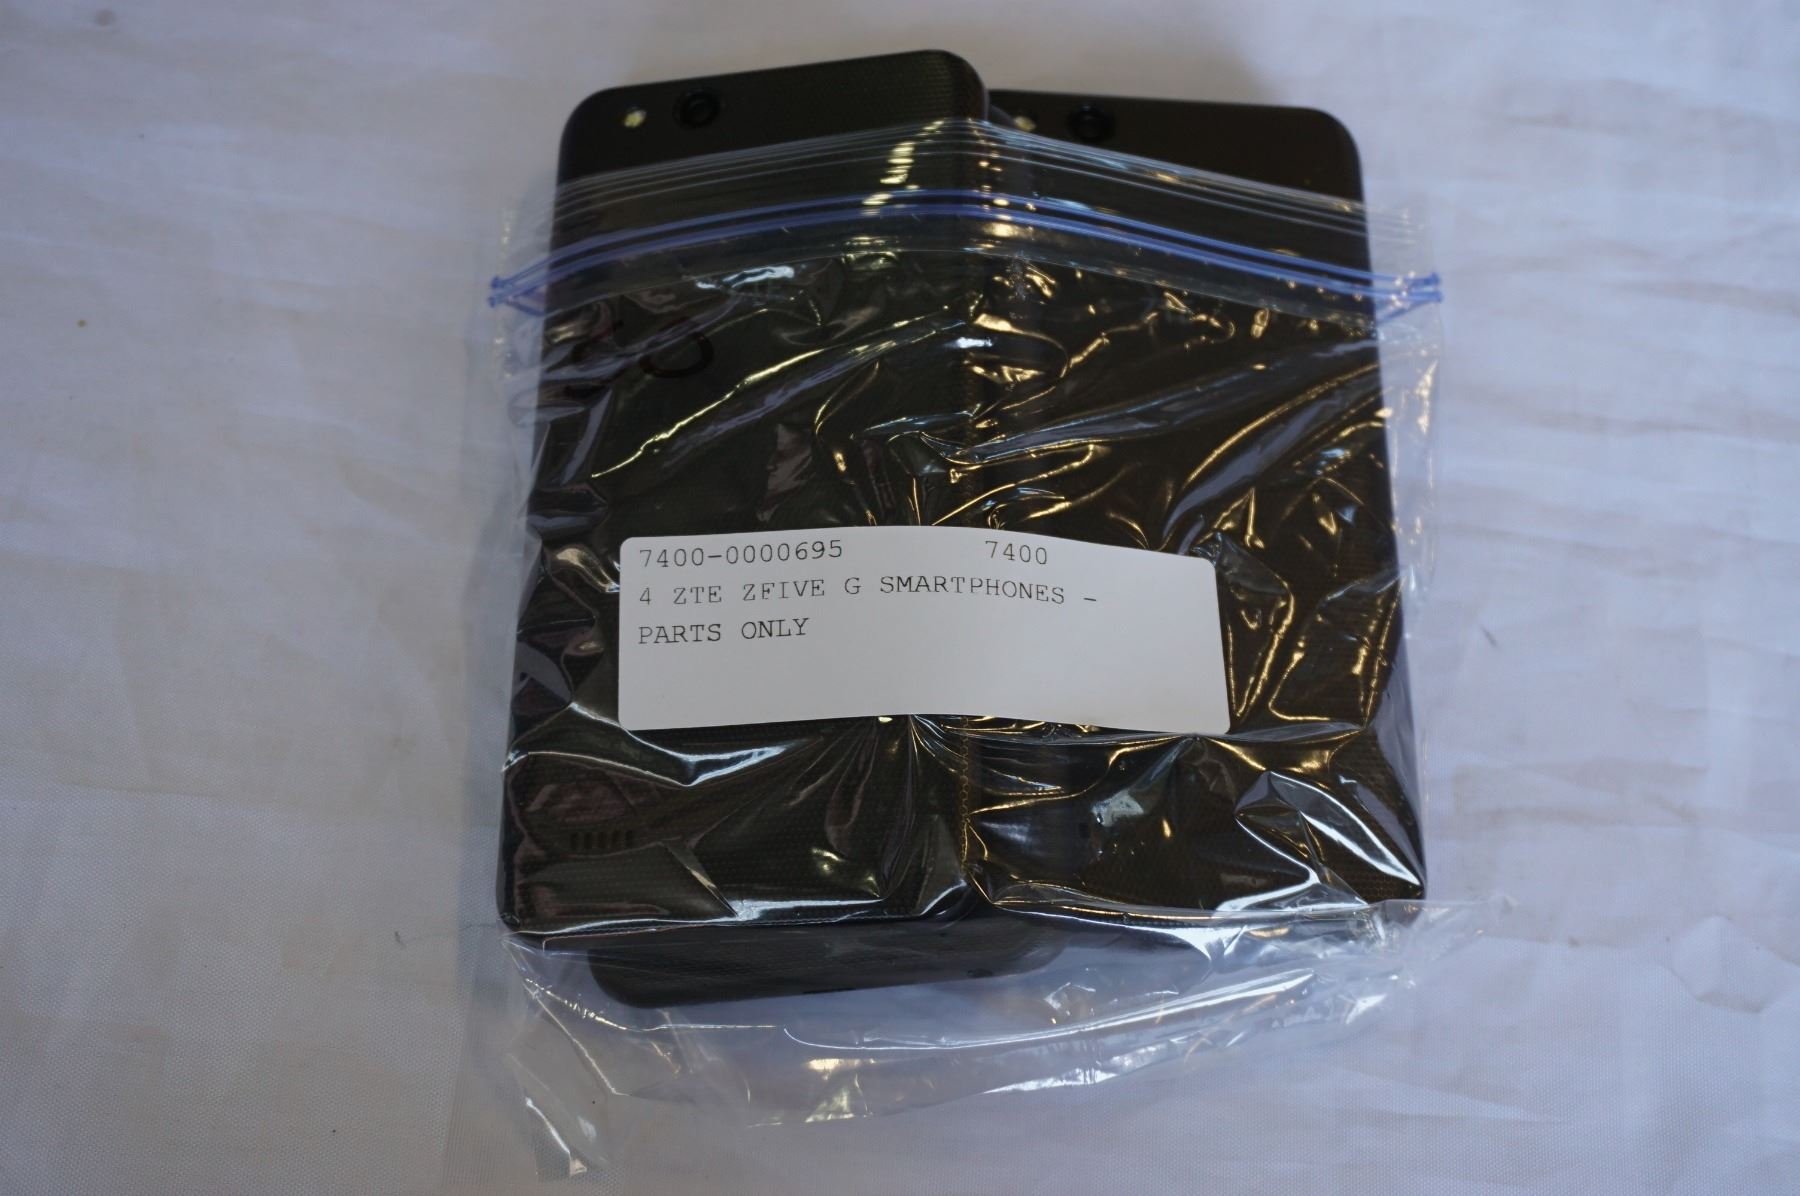 7400-0000695 7400
4 ZTE ZFIVE G SMARTPHONES -
PARTS ONLY